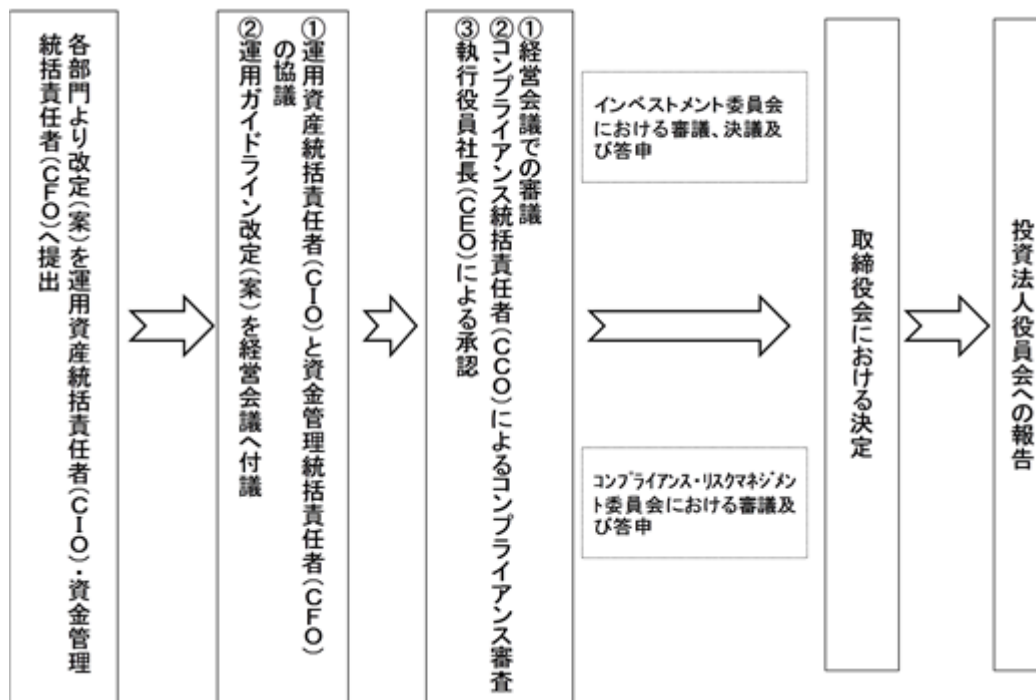 各部門より改定(案)を運用資産統括責任者(CIO)・資金管理
統括責任者(CFO)へ提出
①運用資産統括責任者(CIO)と資金管理統括責任者(CFO)
の協議
②運用ガイドライン改定(案)を経営会議へ付議
①経営会議での審議
②コンプライアンス統括責任者(CCO)によるコンプライアンス審査
③執行役員社長(CEO)による承認
インベストメント委員会
における審議、決議及
び答申
コンプライアンス・リスクマネジメン
ト委員会における審議及
び答申
取締役会における決定
投資法人役員会への報告